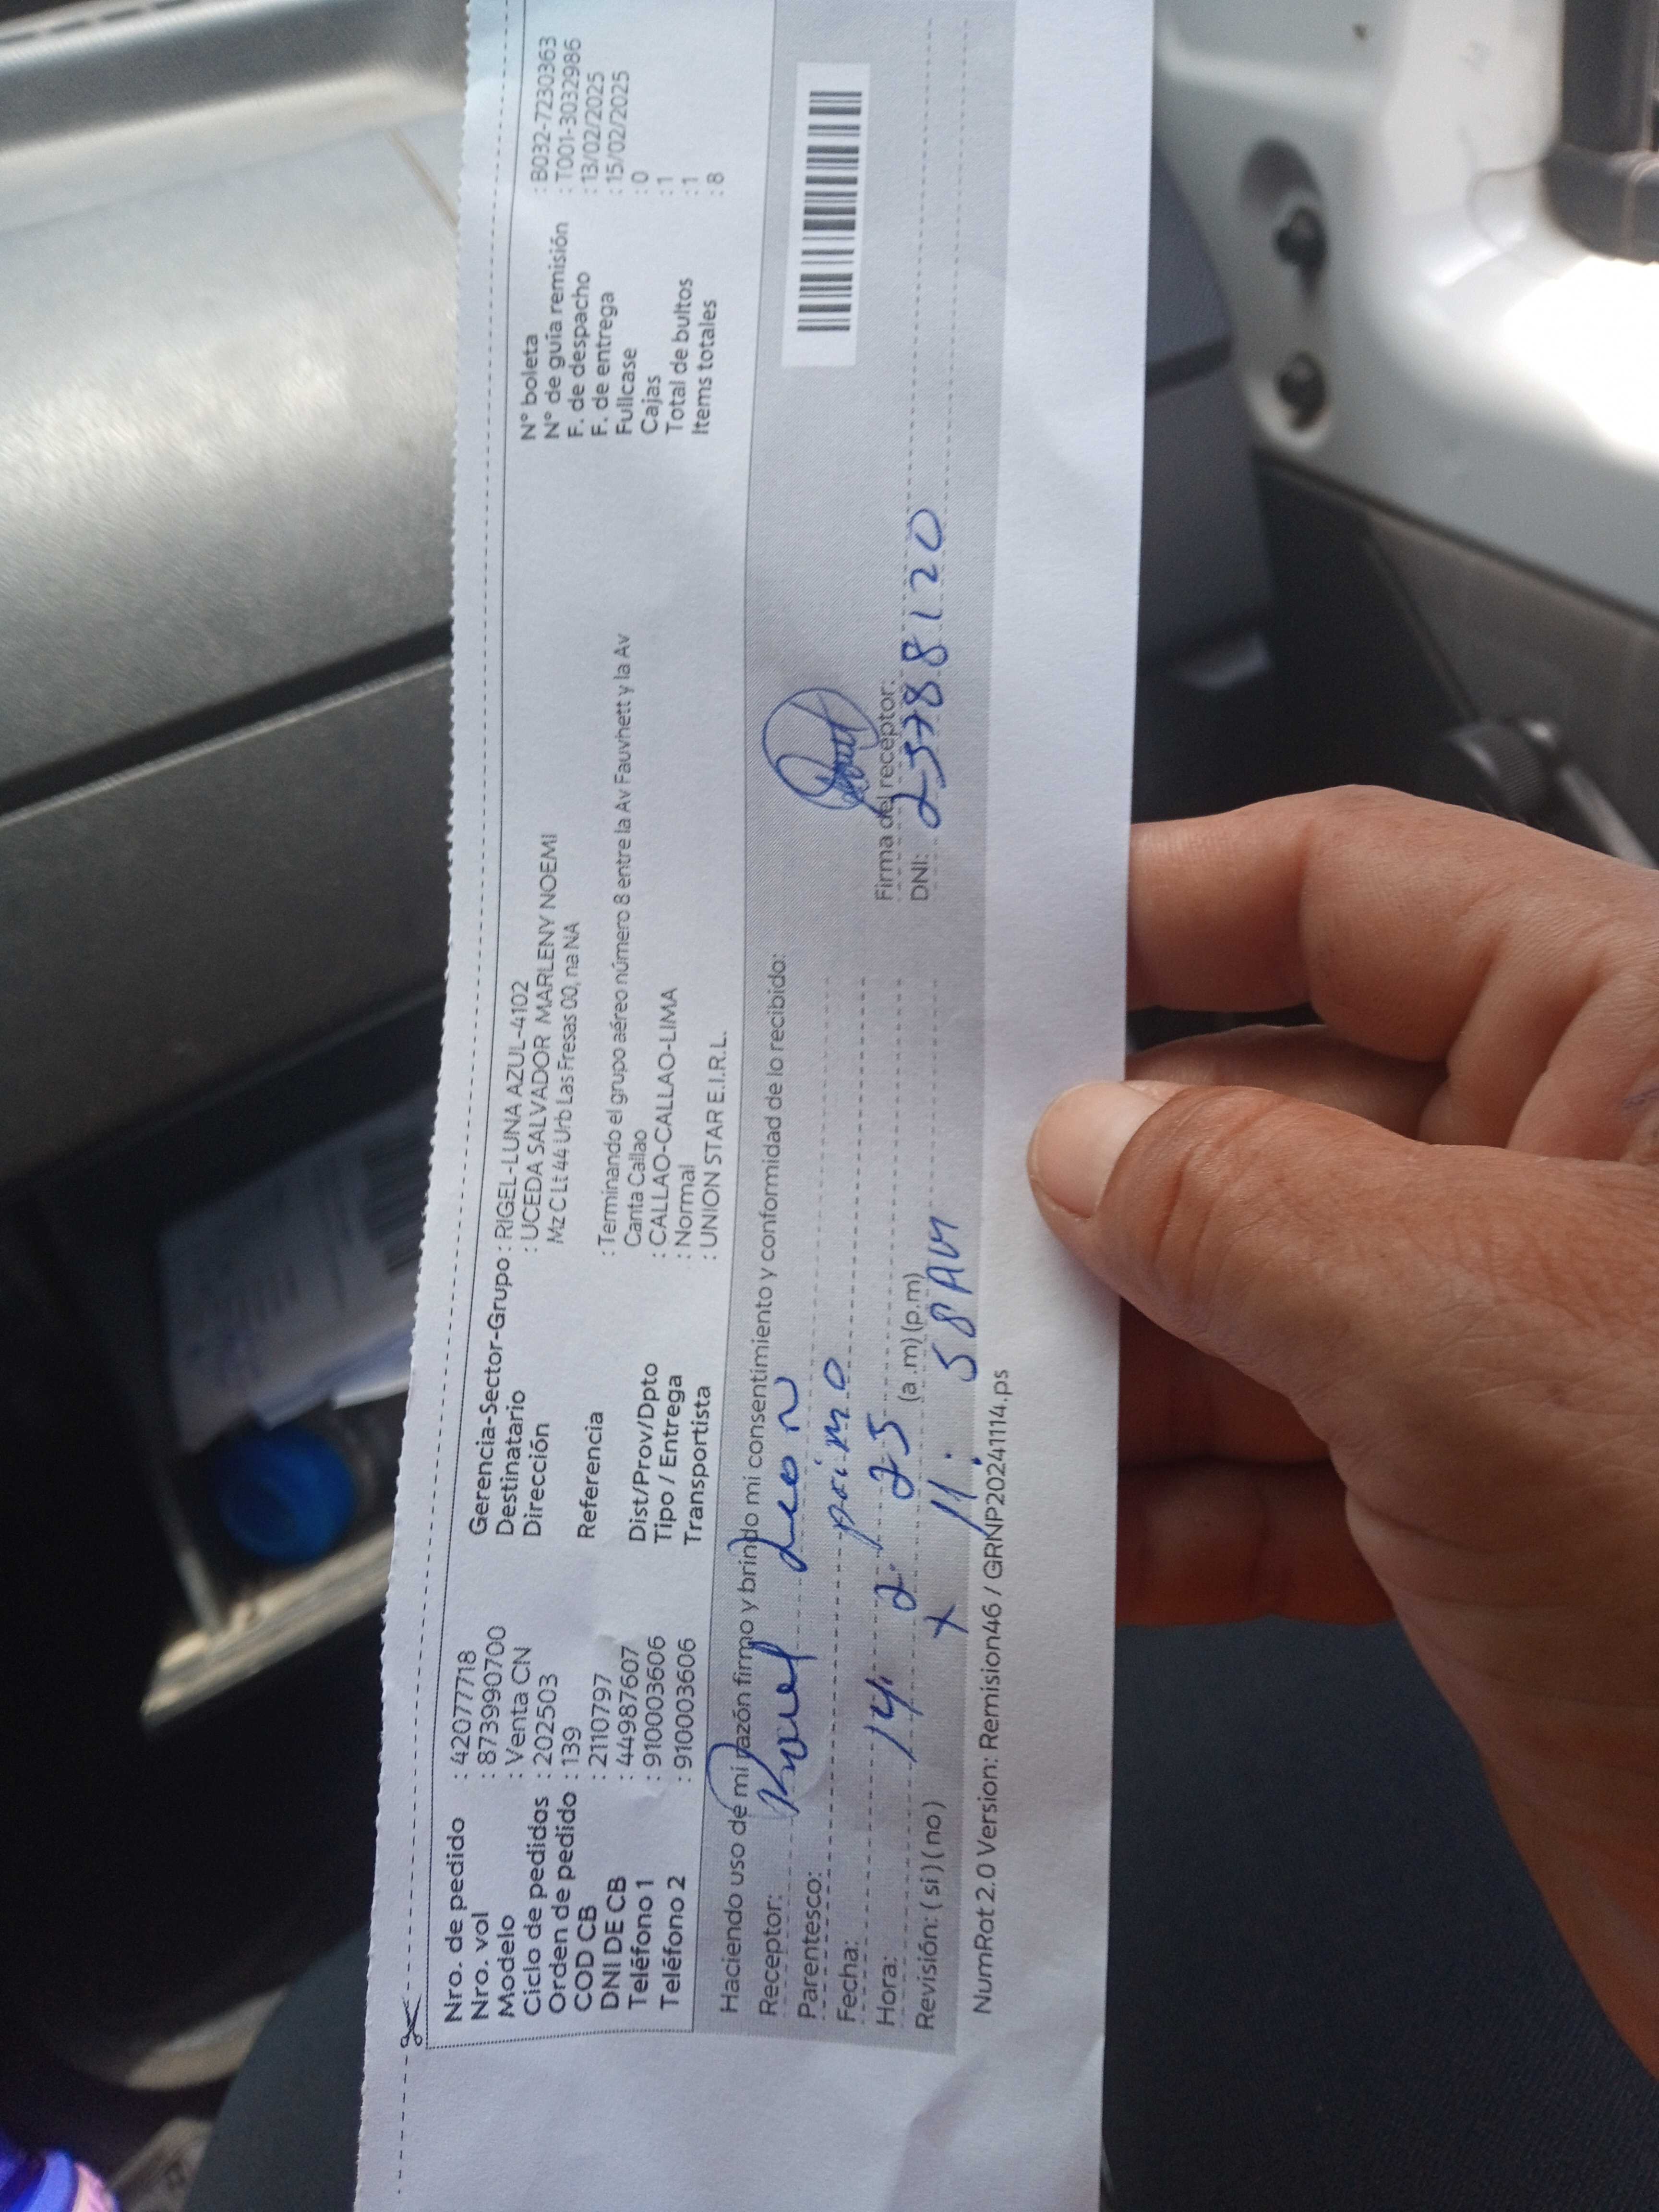 Nro. de pedido : 42077718
Nro. vol : 873990700
Modelo : Venta CN
Ciclo de pedidos : 202503
Orden de pedido : 139
COD CB : 2110797
DNI DE CB : 44987607
Teléfono 1 : 910003606
Teléfono 2 : 910003606
Gerencia-Sector-Grupo : RIGEL-LUNA AZUL-4102
Destinatario : UCEDA SALVADOR MARLENY NOEMI
Dirección Mz C Lt 44 Urb Las Fresas 00, na NA
Referencia : Terminando el grupo aéreo número 8 entre la Av Fauvhett y la Av
Canta Callao
Dist/Prov/Dpto : CALLAO-CALLAO-LIMA
Tipo / Entrega : Normal
Transportista : UNION STAR E.I.R.L.
N° boleta : B032-7230363
N° de guía remisión : T001-3032986
F. de despacho : 13/02/2025
F. de entrega : 15/02/2025
Fullcase : 0
Cajas : 1
Total de bultos : 1
Items totales : 8
Haciendo uso de mi razón firmo y brindo mi consentimiento y conformidad de lo recibido:
Receptor: Leon
Parentesco: primo
Fecha: 14. 2. 25
Hora: 11: 58 AM (a .m) (p.m)
Revisión: ( si ) ( no )
Firma del receptor:
DNI: 25788120
NumRot 2.0 Version: Remision46 / GRNP20241114.ps